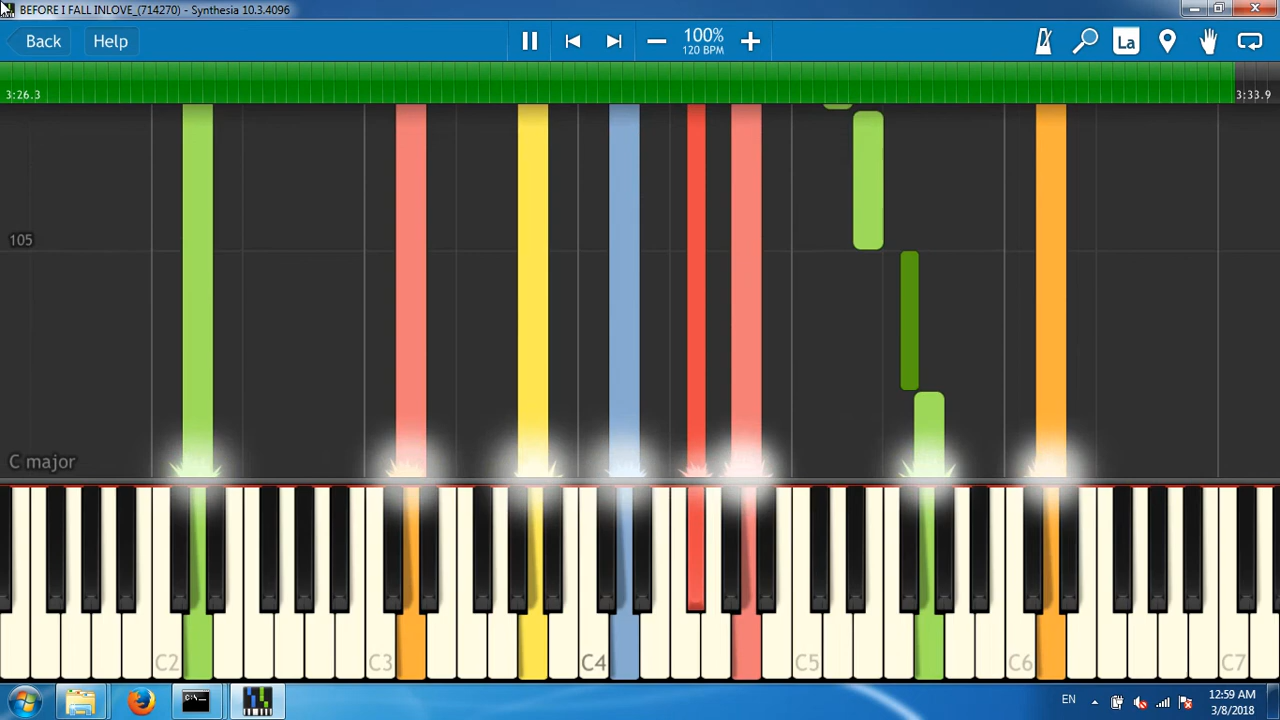 BEFORE I FALL INLOVE_(714270) - Synthesia 10.3.4096
Back
Help
100%
120 BPM
La
3:26.3
3:33.9
105
C major
C2
C3
C4
C5
C6
C7
EN
12:59 AM
3/8/2018